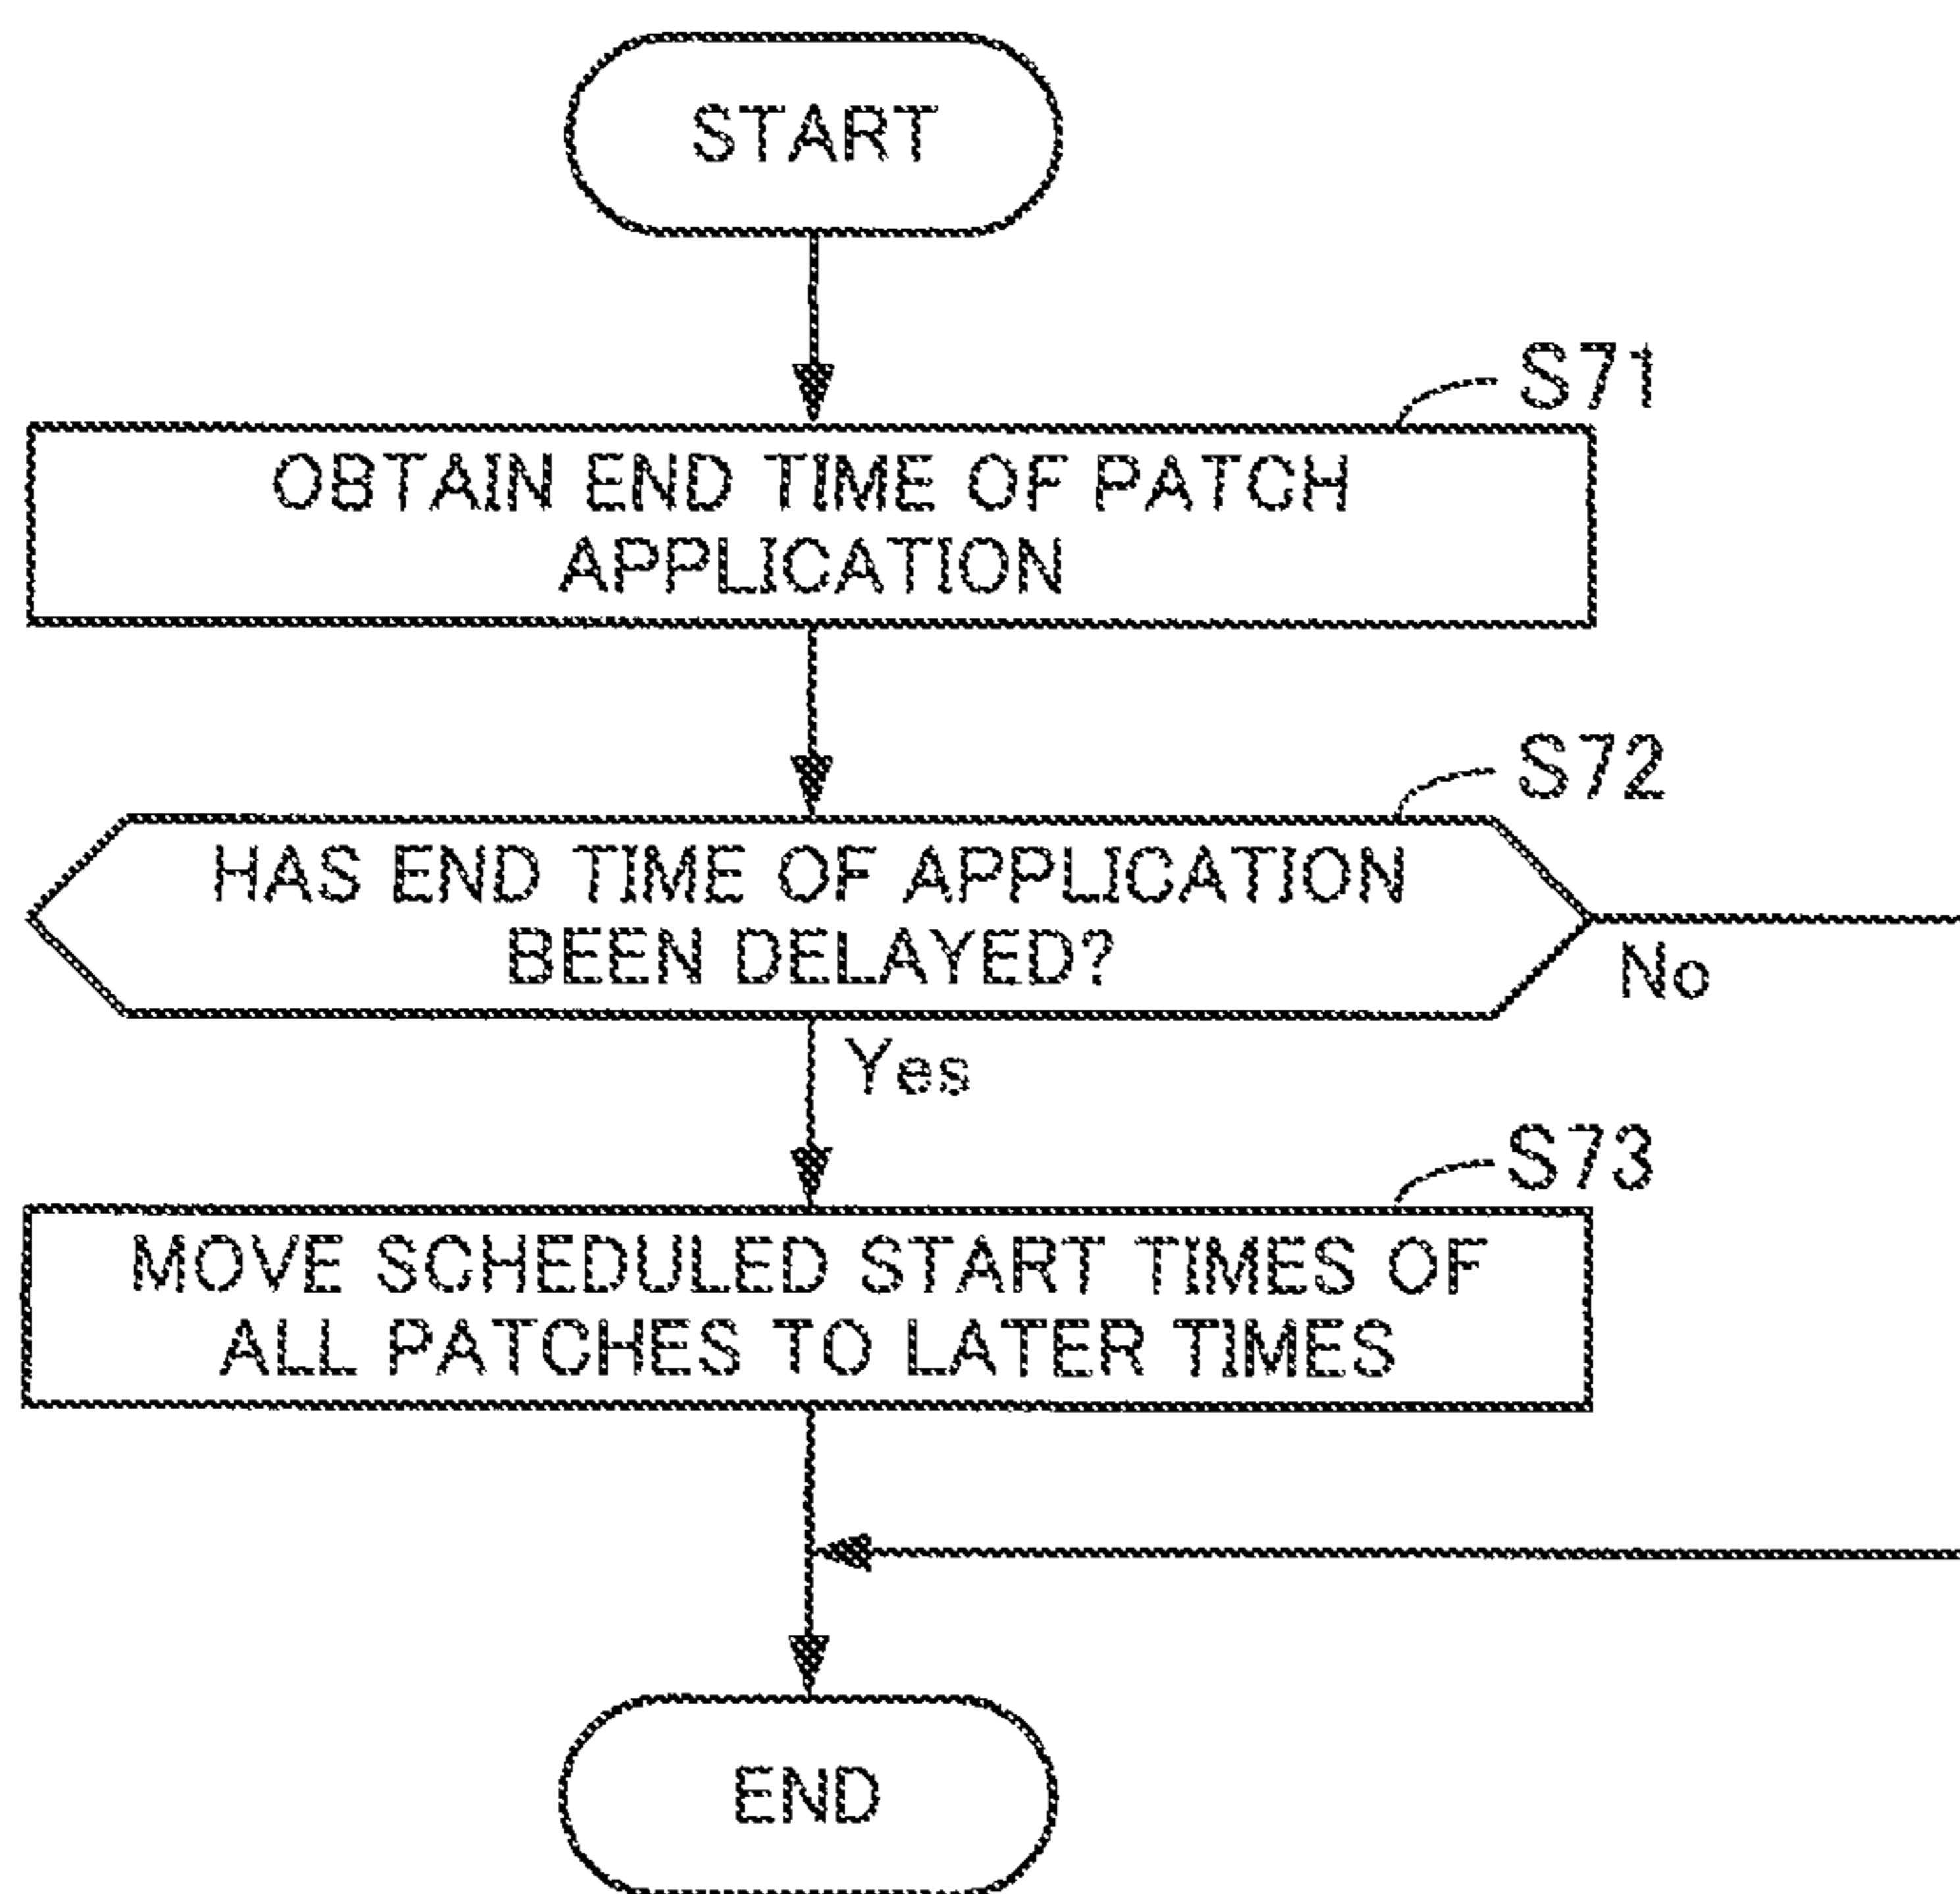 START
S71
OBTAIN END TIME OF PATCH
APPLICATION
S72
HAS END TIME OF APPLICATION
BEEN DELAYED?
No
Yes
S73
MOVE SCHEDULED START TIMES OF
ALL PATCHES TO LATER TIMES
END